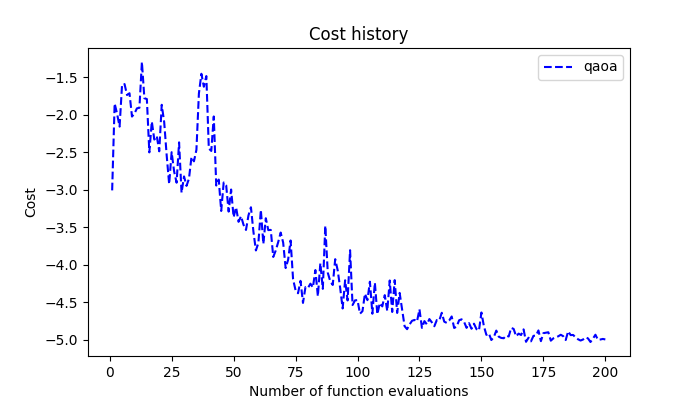 Cost history
qaoa
−1.5
−2.0
−2.5
−3.0
−3.5
−4.0
−4.5
−5.0
Cost
0 25 50 75 100 125 150 175 200
Number of function evaluations